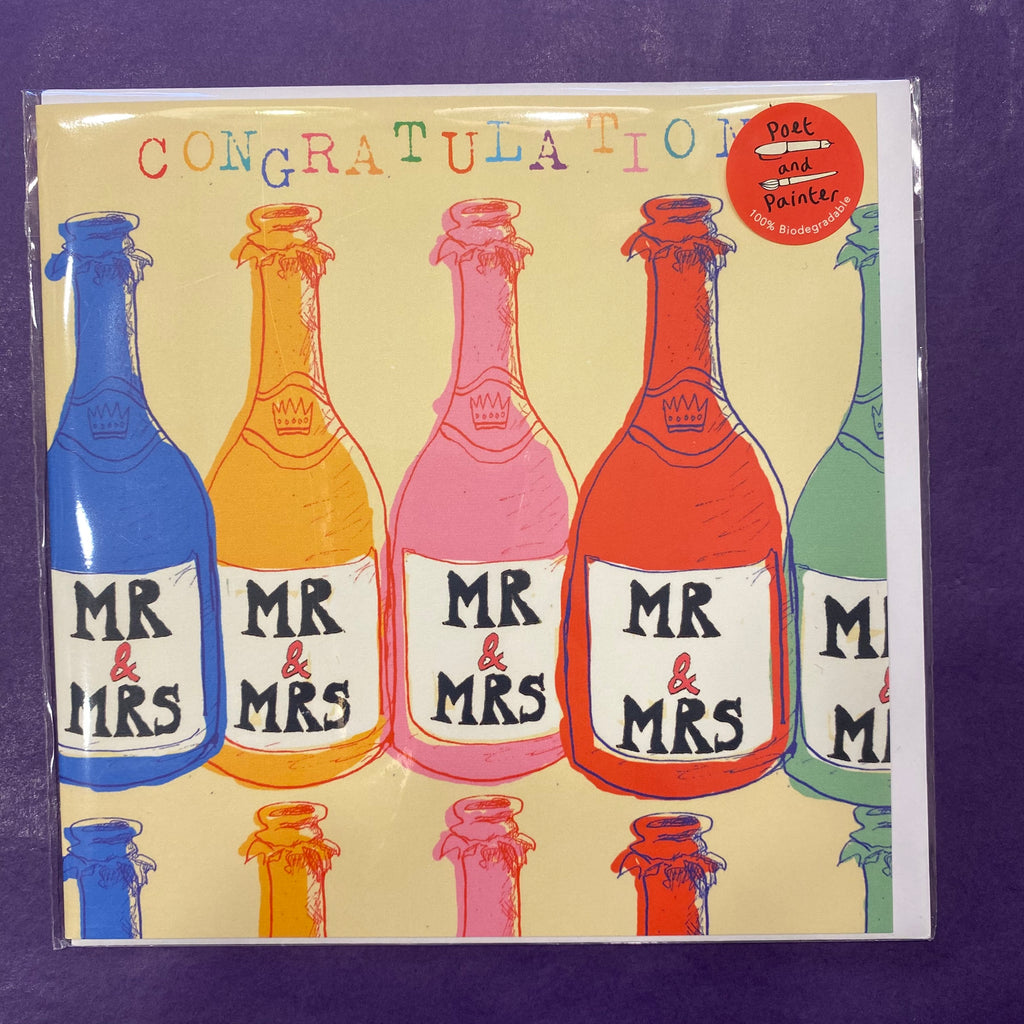 CONGRATULATION
Poet
and
Painter
100% Biodegradable
MR
&
MRS
MR
&
MRS
MR
&
MRS
MR
&
MRS
M
&
M